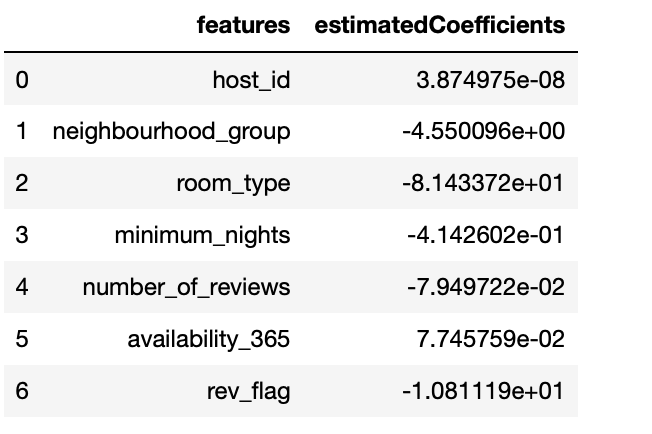 features estimatedCoefficients
0 host_id 3.874975e-08
1 neighbourhood_group -4.550096e+00
2 room_type -8.143372e+01
3 minimum_nights -4.142602e-01
4 number_of_reviews -7.949722e-02
5 availability_365 7.745759e-02
6 rev_flag -1.081119e+01